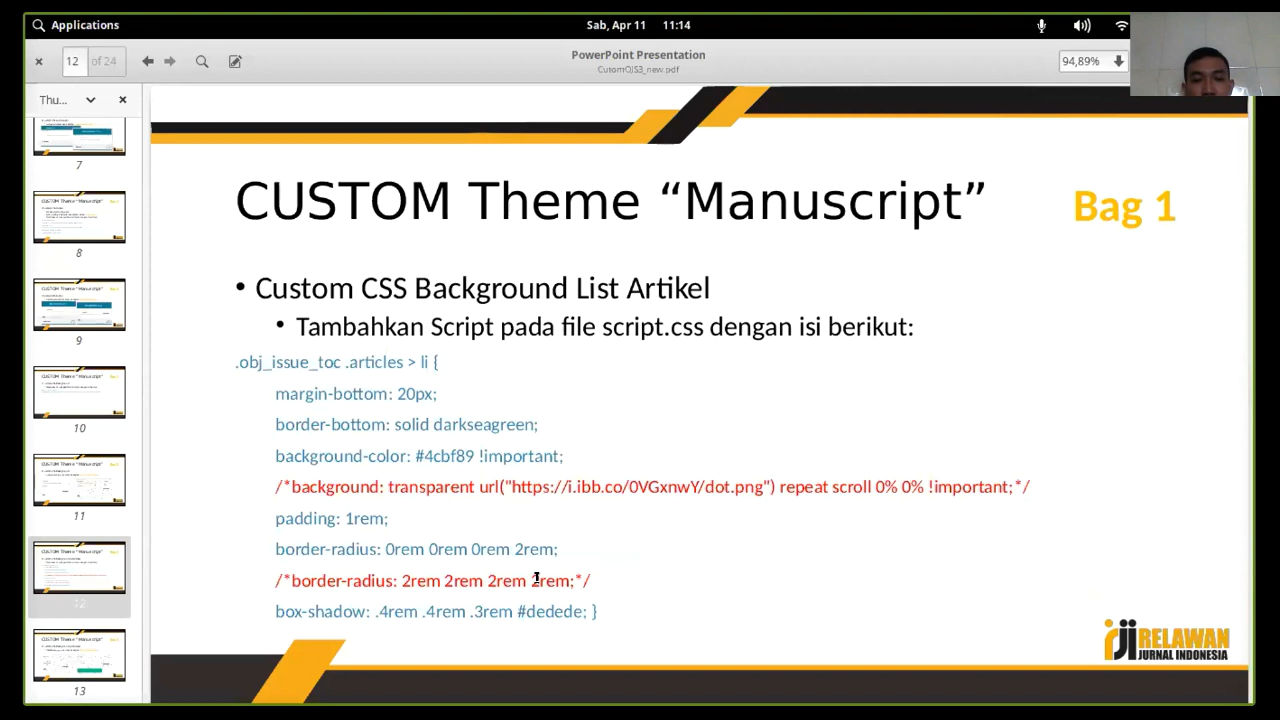 Applications
Sab, Apr 11 11:14
12 of 24
PowerPoint Presentation
CutomOJS3_new.pdf
94,89%
Thu...
7
8
9
10
11
12
13
CUSTOM Theme “Manuscript”
Bag 1
• Custom CSS Background List Artikel
• Tambahkan Script pada file script.css dengan isi berikut:
.obj_issue_toc .articles > li {
margin-bottom: 20px;
border-bottom: solid darkseagreen;
background-color: #4cbf89 !important;
/*background: transparent url("https://i.ibb.co/0VGxnwY/dot.png") repeat scroll 0% 0% !important;*/
padding: 1rem;
border-radius: 0rem 0rem 0rem 2rem;
/*border-radius: 2rem 2rem 2rem 2rem;*/
box-shadow: .4rem .4rem .3rem #dedede; }
RELAWAN
JURNAL INDONESIA